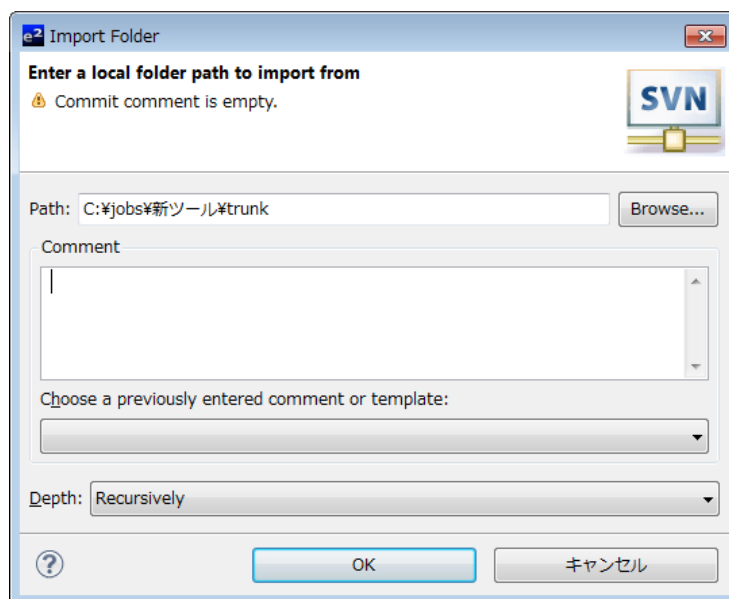 e² Import Folder
Enter a local folder path to import from
Commit comment is empty.
SVN
Path: C:¥jobs¥新ツール¥trunk Browse...
Comment
Choose a previously entered comment or template:
Depth: Recursively
? OK キャンセル